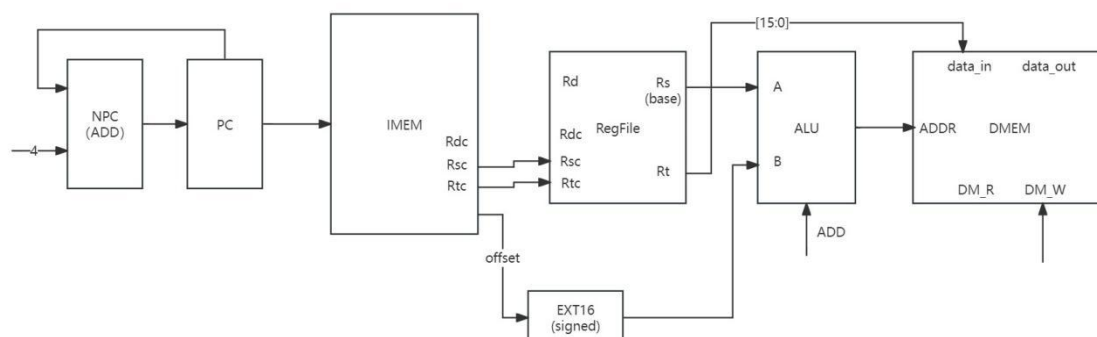 [15:0]
NPC
(ADD)
4
PC
IMEM
Rdc
Rsc
Rtc
offset
Rd
Rs
(base)
Rdc
RegFile
Rsc
Rtc
Rt
EXT16
(signed)
A
ALU
B
ADD
data_in
data_out
ADDR
DMEM
DM_R
DM_W